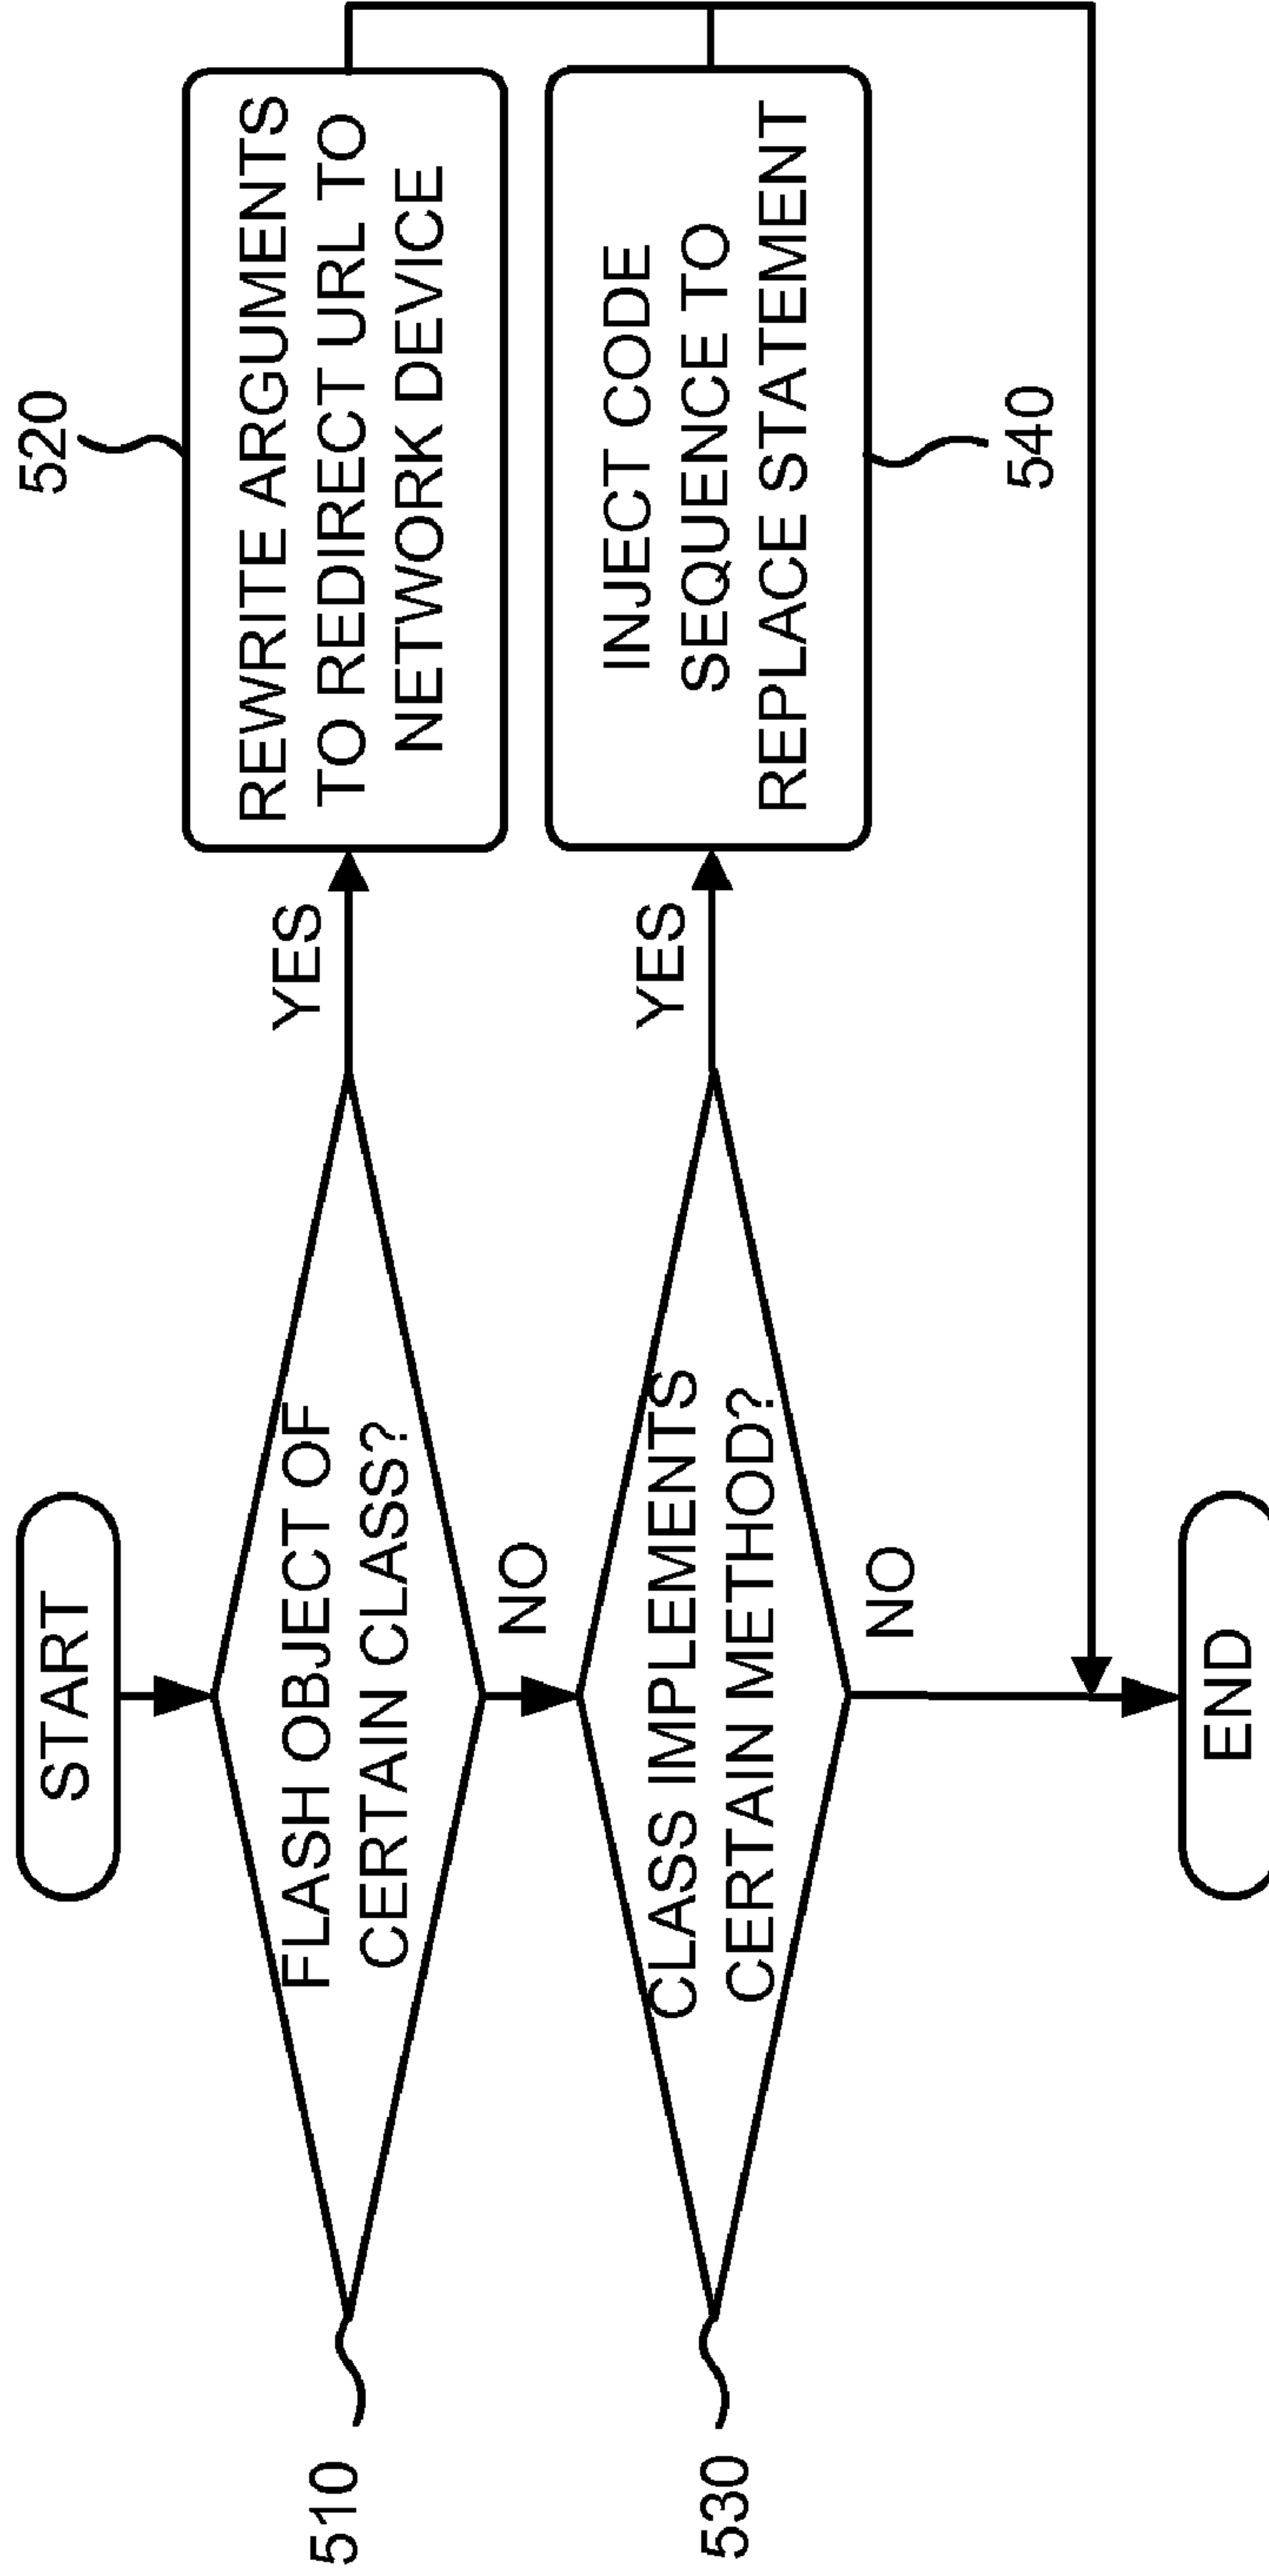 START
510
FLASH OBJECT OF
CERTAIN CLASS?
YES
520
REWRITE ARGUMENTS
TO REDIRECT URL TO
NETWORK DEVICE
NO
530
CLASS IMPLEMENTS
CERTAIN METHOD?
YES
INJECT CODE
SEQUENCE TO
REPLACE STATEMENT
540
NO
END